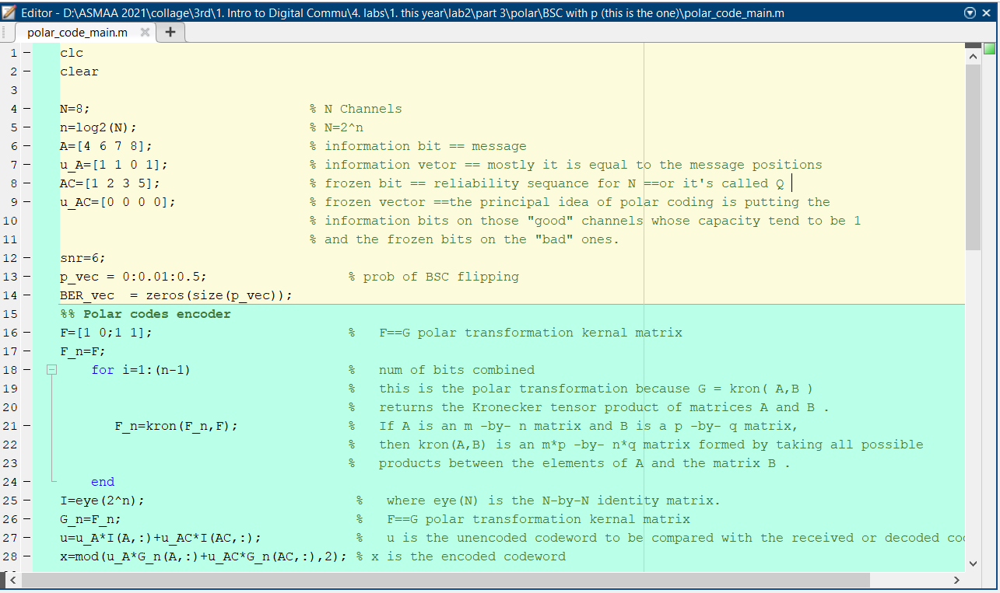 Editor - D:\ASMAA 2021\collage\3rd\1. Intro to Digital Commu\4. labs\1. this year\lab2\part 3\polar\BSC with p (this is the one)\polar_code_main.m
polar_code_main.m
1 clc
2 clear
3
4 N=8; % N Channels
5 n=log2(N); % N=2^n
6 A=[4 6 7 8]; % information bit == message
7 u_A=[1 1 0 1]; % information vetor == mostly it is equal to the message positions
8 AC=[1 2 3 5]; % frozen bit == reliability sequance for N ==or it's called Q
9 u_AC=[0 0 0 0]; % frozen vector ==the principal idea of polar coding is putting the
10 % information bits on those "good" channels whose capacity tend to be 1
11 % and the frozen bits on the "bad" ones.
12 snr=6;
13 p_vec = 0:0.01:0.5; % prob of BSC flipping
14 BER_vec  = zeros(size(p_vec));
15 %% Polar codes encoder
16 F=[1 0;1 1]; % F==G polar transformation kernal matrix
17 F_n=F;
18 for i=1:(n-1) % num of bits combined
19 % this is the polar transformation because G = kron( A,B )
20 % returns the Kronecker tensor product of matrices A and B .
21 F_n=kron(F_n,F); % If A is an m -by- n matrix and B is a p -by- q matrix,
22 % then kron(A,B) is an m*p -by- n*q matrix formed by taking all possible
23 % products between the elements of A and the matrix B .
24 end
25 I=eye(2^n); % where eye(N) is the N-by-N identity matrix.
26 G_n=F_n; % F==G polar transformation kernal matrix
27 u=u_A*I(A,:)+u_AC*I(AC,:); % u is the unencoded codeword to be compared with the received or decoded
28 x=mod(u_A*G_n(A,:)+u_AC*G_n(AC,:),2); % x is the encoded codeword